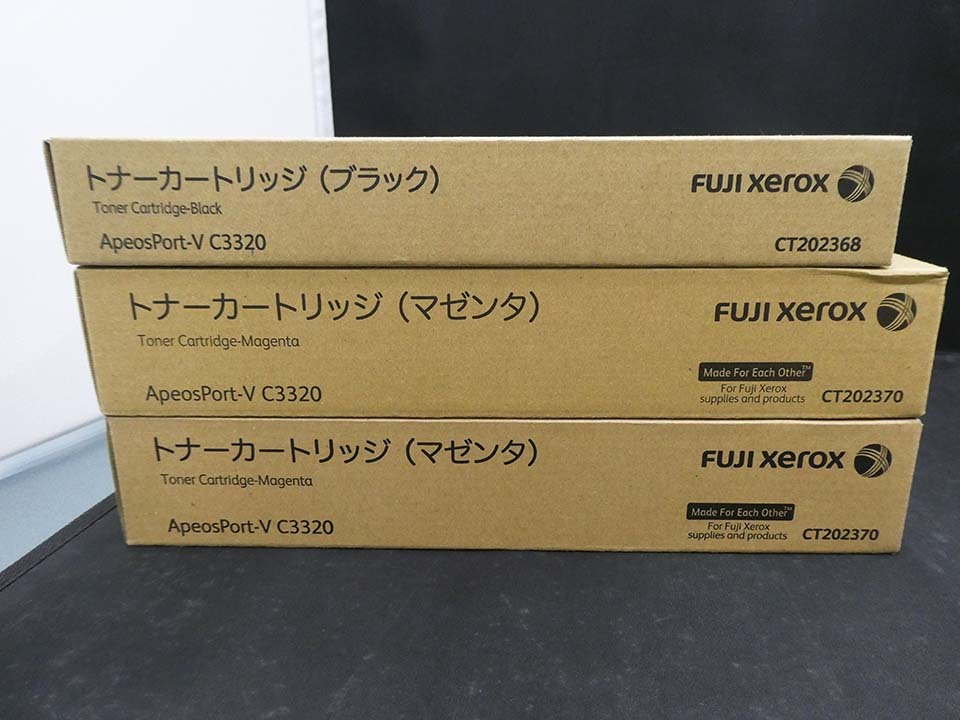 トナーカートリッジ（ブラック）
FUJI xerox
Toner Cartridge-Black
ApeosPort-V C3320
CT202368
トナーカートリッジ（マゼンタ）
FUJI xerox
Toner Cartridge-Magenta
Made For Each Other™
For Fuji Xerox
supplies and products
ApeosPort-V C3320
CT202370
トナーカートリッジ（マゼンタ）
FUJI xerox
Toner Cartridge-Magenta
Made For Each Other™
For Fuji Xerox
supplies and products
ApeosPort-V C3320
CT202370